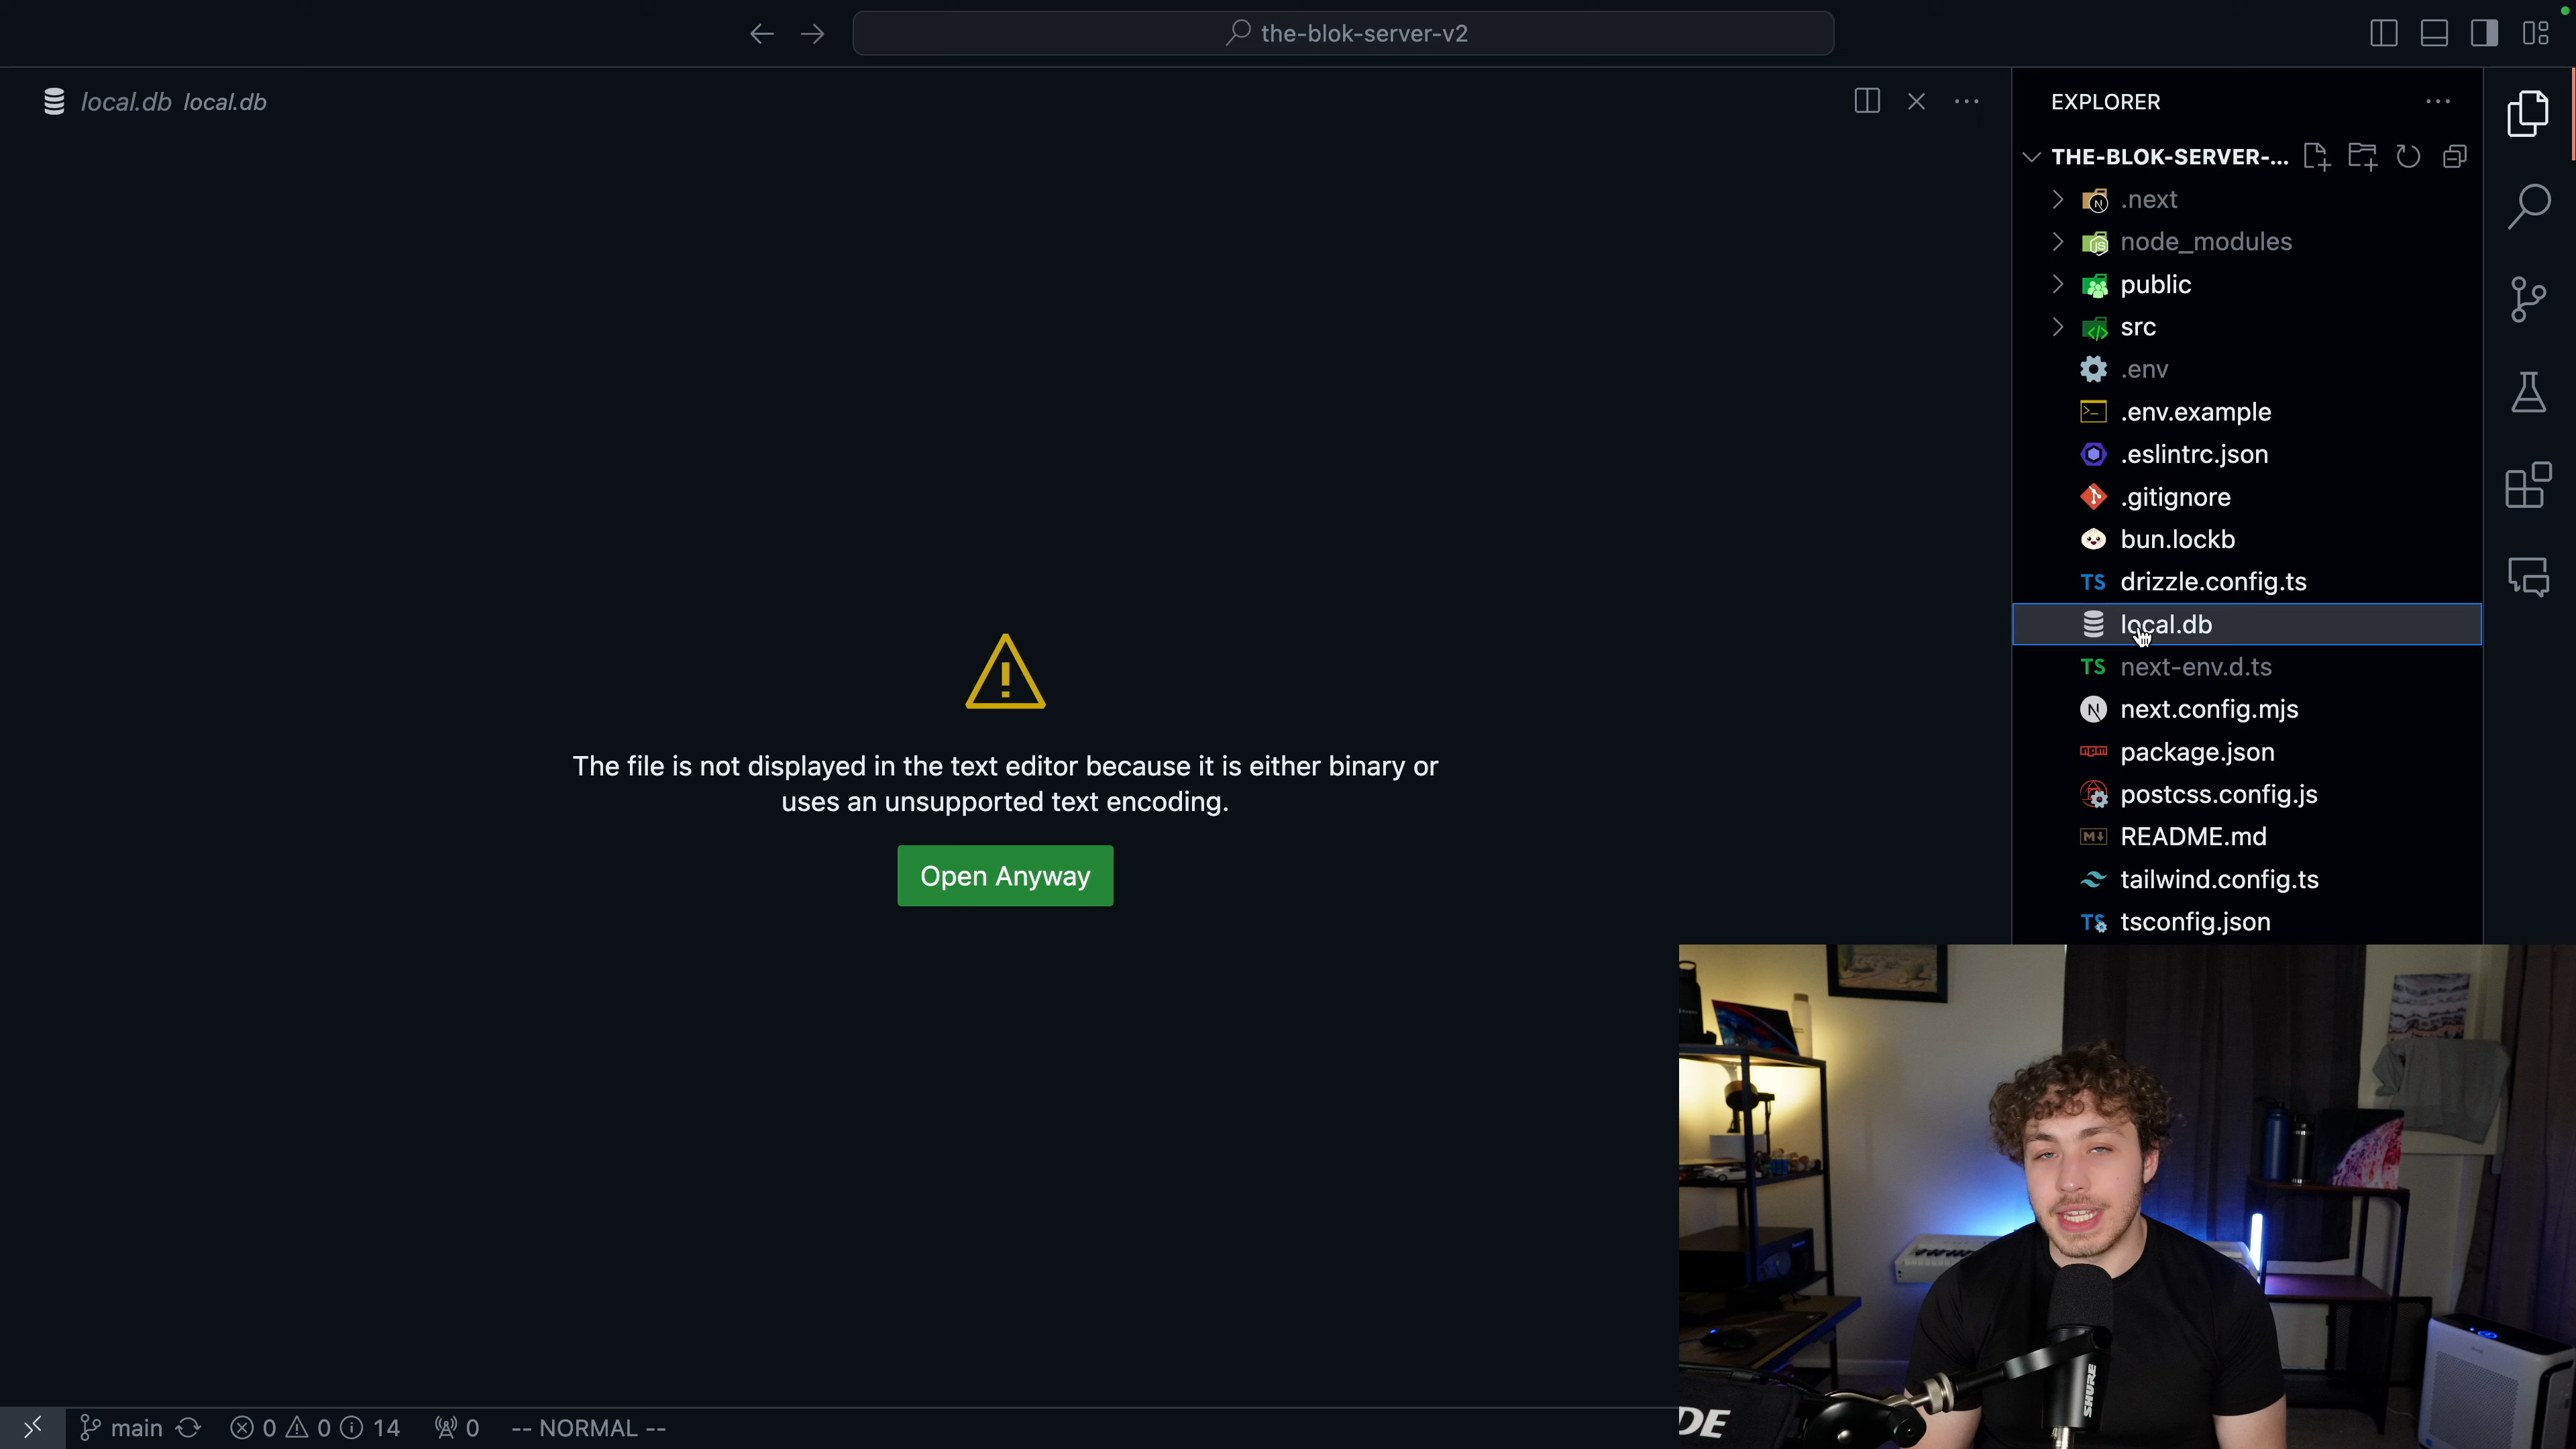 the-blok-server-v2
local.db local.db
EXPLORER
THE-BLOK-SERVER-...
.next
node_modules
public
src
.env
.env.example
.eslintrc.json
.gitignore
bun.lockb
TS drizzle.config.ts
local.db
TS next-env.d.ts
next.config.mjs
package.json
postcss.config.js
README.md
tailwind.config.ts
TS tsconfig.json
The file is not displayed in the text editor because it is either binary or
uses an unsupported text encoding.
Open Anyway
SHURE
DE
main 0 0 14 0 -- NORMAL --